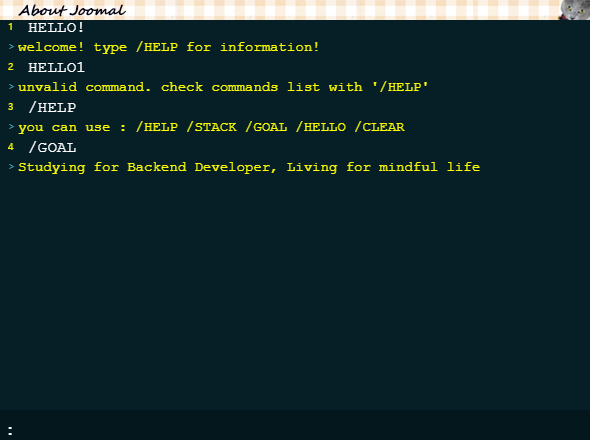 About Joomal
1 HELLO!
> welcome! type /HELP for information!
2 HELLO1
> unvalid command. check commands list with '/HELP'
3 /HELP
> you can use : /HELP /STACK /GOAL /HELLO /CLEAR
4 /GOAL
> Studying for Backend Developer, Living for mindful life
: